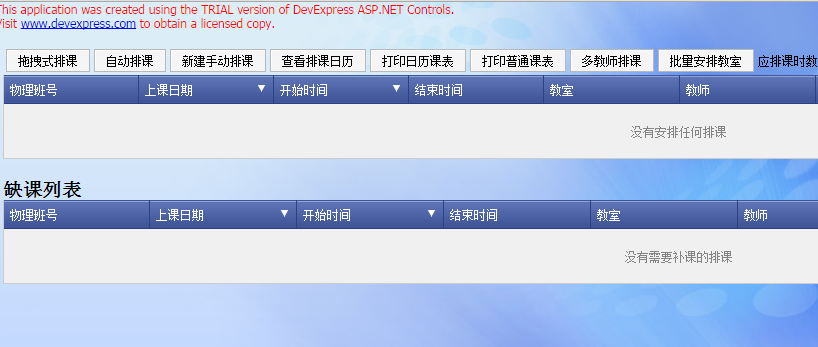 This application was created using the TRIAL version of DevExpress ASP.NET Controls.
Visit www.devexpress.com to obtain a licensed copy.
拖拽式排课 自动排课 新建手动排课 查看排课日历 打印日历课表 打印普通课表 多教师排课 批量安排教室 应排课时数
物理班号 上课日期 开始时间 结束时间 教室 教师
没有安排任何排课
缺课列表
物理班号 上课日期 开始时间 结束时间 教室 教师
没有需要补课的排课